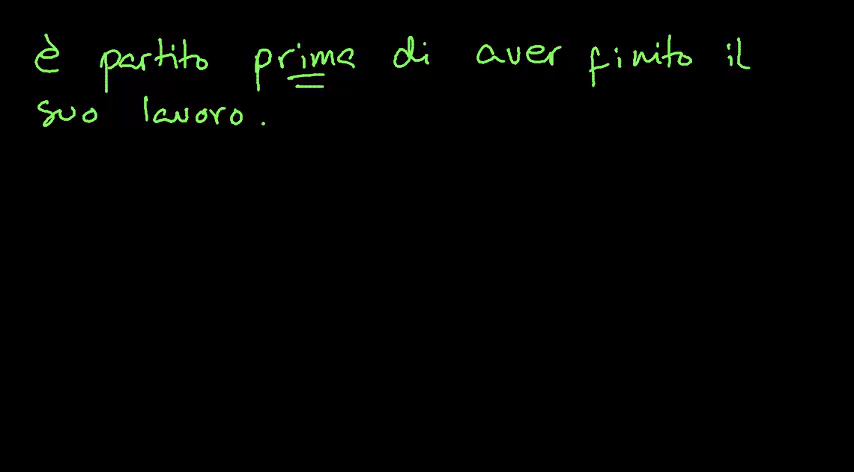 è partito prima di aver finito il
suo lavoro.